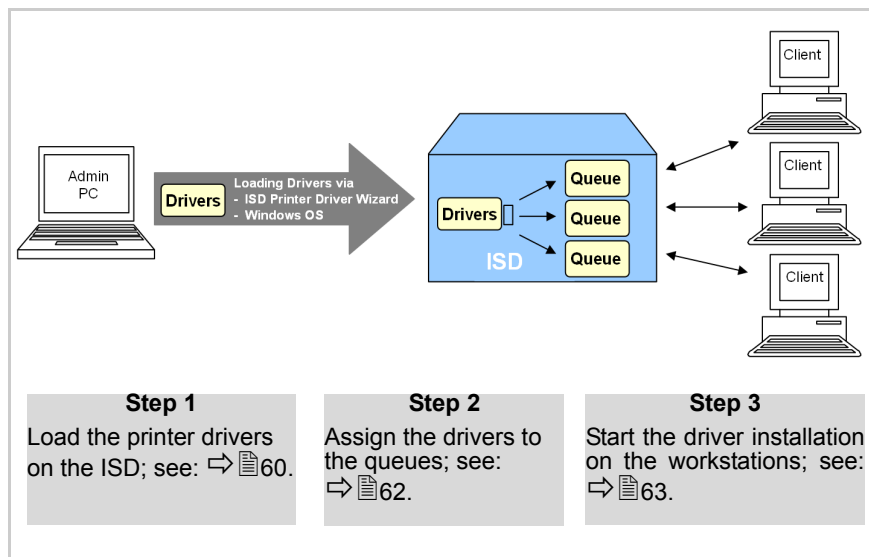 Admin
PC
Drivers
Loading Drivers via
- ISD Printer Driver Wizard
- Windows OS
Drivers
Queue
Queue
Queue
ISD
Client
Client
Client
Step 1
Load the printer drivers
on the ISD; see: ⇨ 60.
Step 2
Assign the drivers to
the queues; see:
⇨ 62.
Step 3
Start the driver installation
on the workstations; see:
⇨ 63.